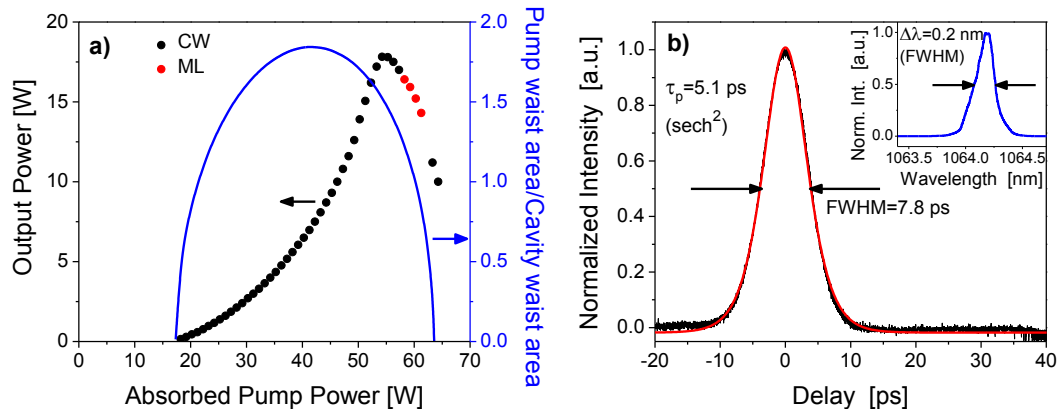 a)
CW
ML
20
15
10
5
0
Output Power [W]
0 10 20 30 40 50 60 70
Absorbed Pump Power [W]
2.0
1.5
1.0
0.5
0.0
Pump waist area/Cavity waist area
b)
τp=5.1 ps
(sech²)
FWHM=7.8 ps
1.0
0.8
0.6
0.4
0.2
0.0
Normalized Intensity [a.u.]
-20 -10 0 10 20 30 40
Delay [ps]
Δλ=0.2 nm
(FWHM)
1.0
0.5
0.0
Norm. Int. [a.u.]
1063.5 1064.1 1064.7
Wavelength [nm]